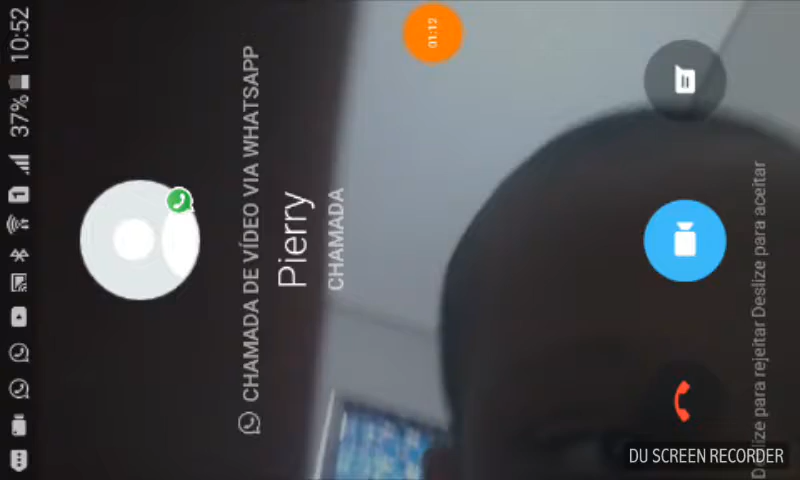 37% 10:52
01:12
CHAMADA DE VÍDEO VIA WHATSAPP
Pierry
CHAMADA
Deslize para rejeitar Deslize para aceitar
DU SCREEN RECORDER